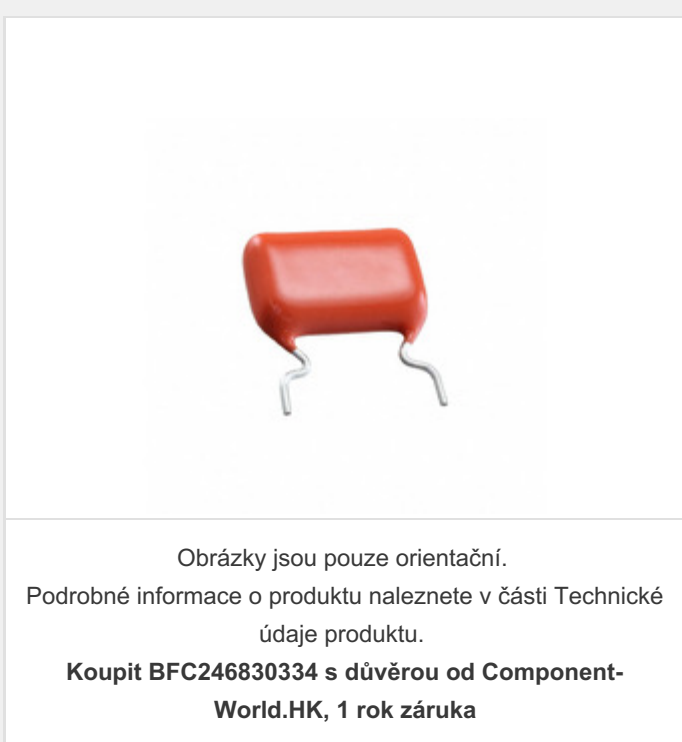 Obrázky jsou pouze orientační.
Podrobné informace o produktu naleznete v části Technické
údaje produktu.
Koupit BFC246830334 s důvěrou od Component-
World.HK, 1 rok záruka